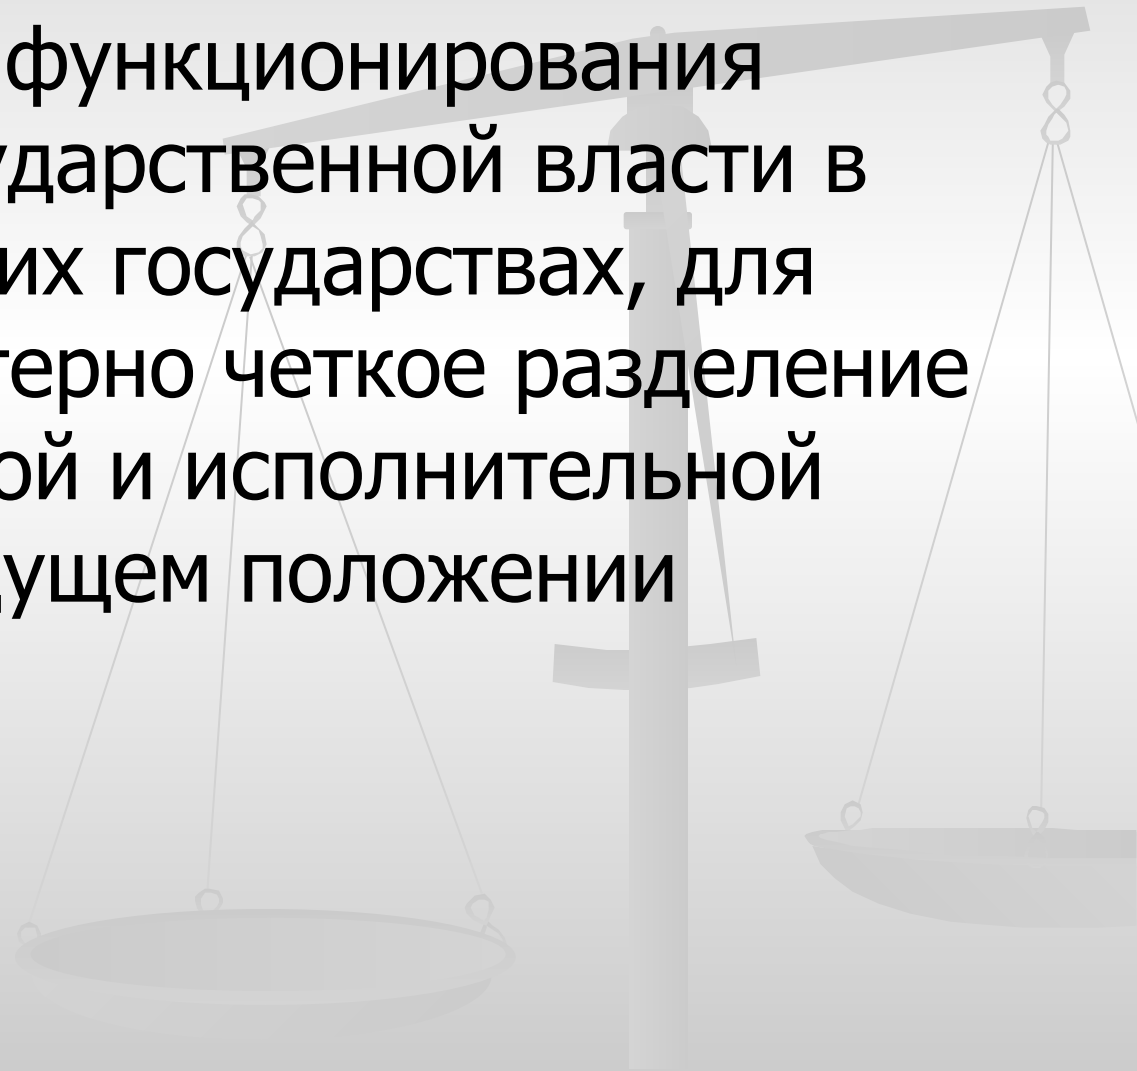 функционирования
ударственной власти в
их государствах, для
терно четкое разделение
ой и исполнительной
ущем положении